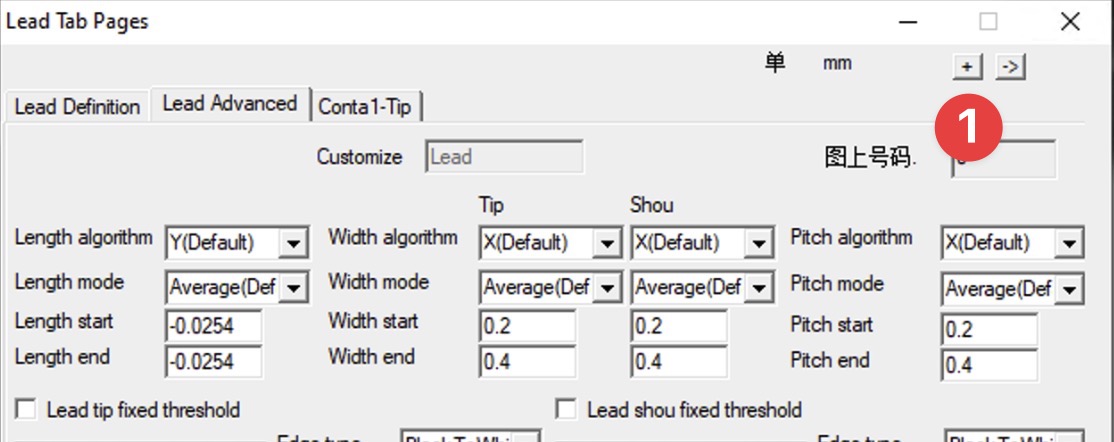 Lead Tab Pages
单 mm + ->
Lead Definition Lead Advanced Conta1-Tip
1
Customize Lead 图上号码.
Tip Shou
Length algorithm Y(Default) Width algorithm X(Default) X(Default) Pitch algorithm X(Default)
Length mode Average(Def Width mode Average(Def Average(Def Pitch mode Average(Def
Length start -0.0254 Width start 0.2 0.2 Pitch start 0.2
Length end -0.0254 Width end 0.4 0.4 Pitch end 0.4
Lead tip fixed threshold Lead shou fixed threshold
Edge type Edge type